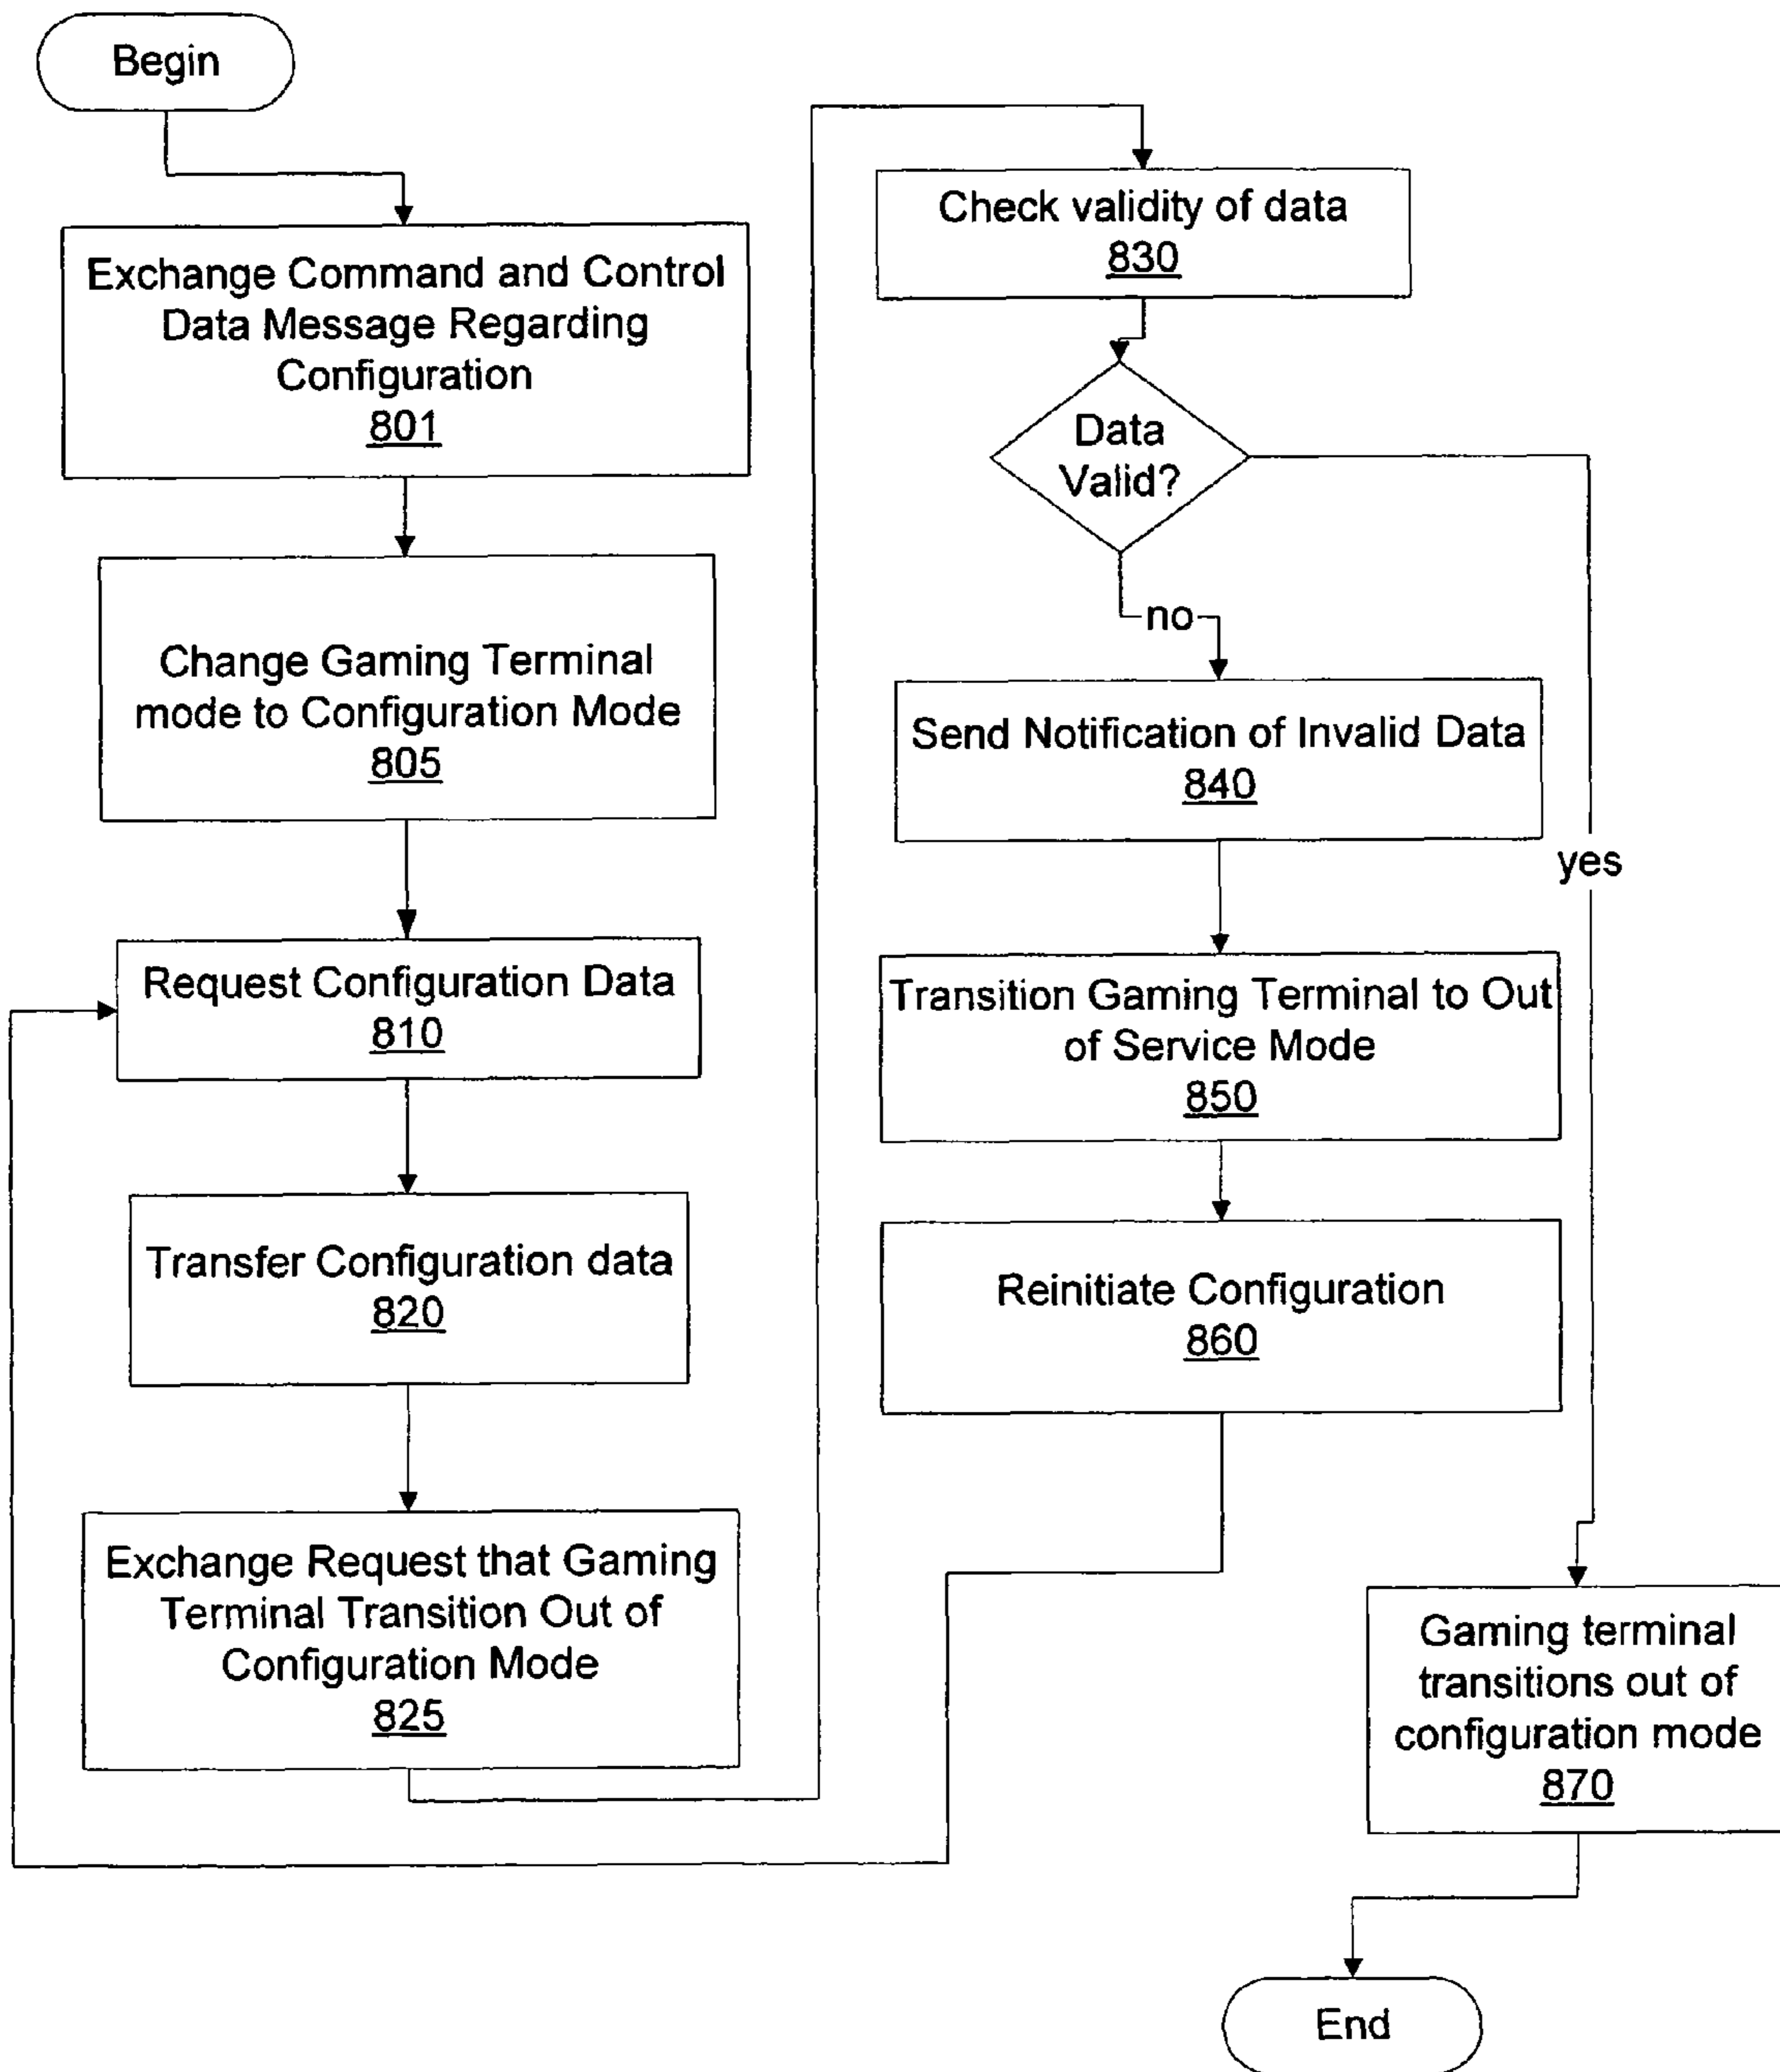 Begin
Exchange Command and Control
Data Message Regarding
Configuration
801
Change Gaming Terminal
mode to Configuration Mode
805
Request Configuration Data
810
Transfer Configuration data
820
Exchange Request that Gaming
Terminal Transition Out of
Configuration Mode
825
Check validity of data
830
Data
Valid?
no
yes
Send Notification of Invalid Data
840
Transition Gaming Terminal to Out
of Service Mode
850
Reinitiate Configuration
860
Gaming terminal
transitions out of
configuration mode
870
End